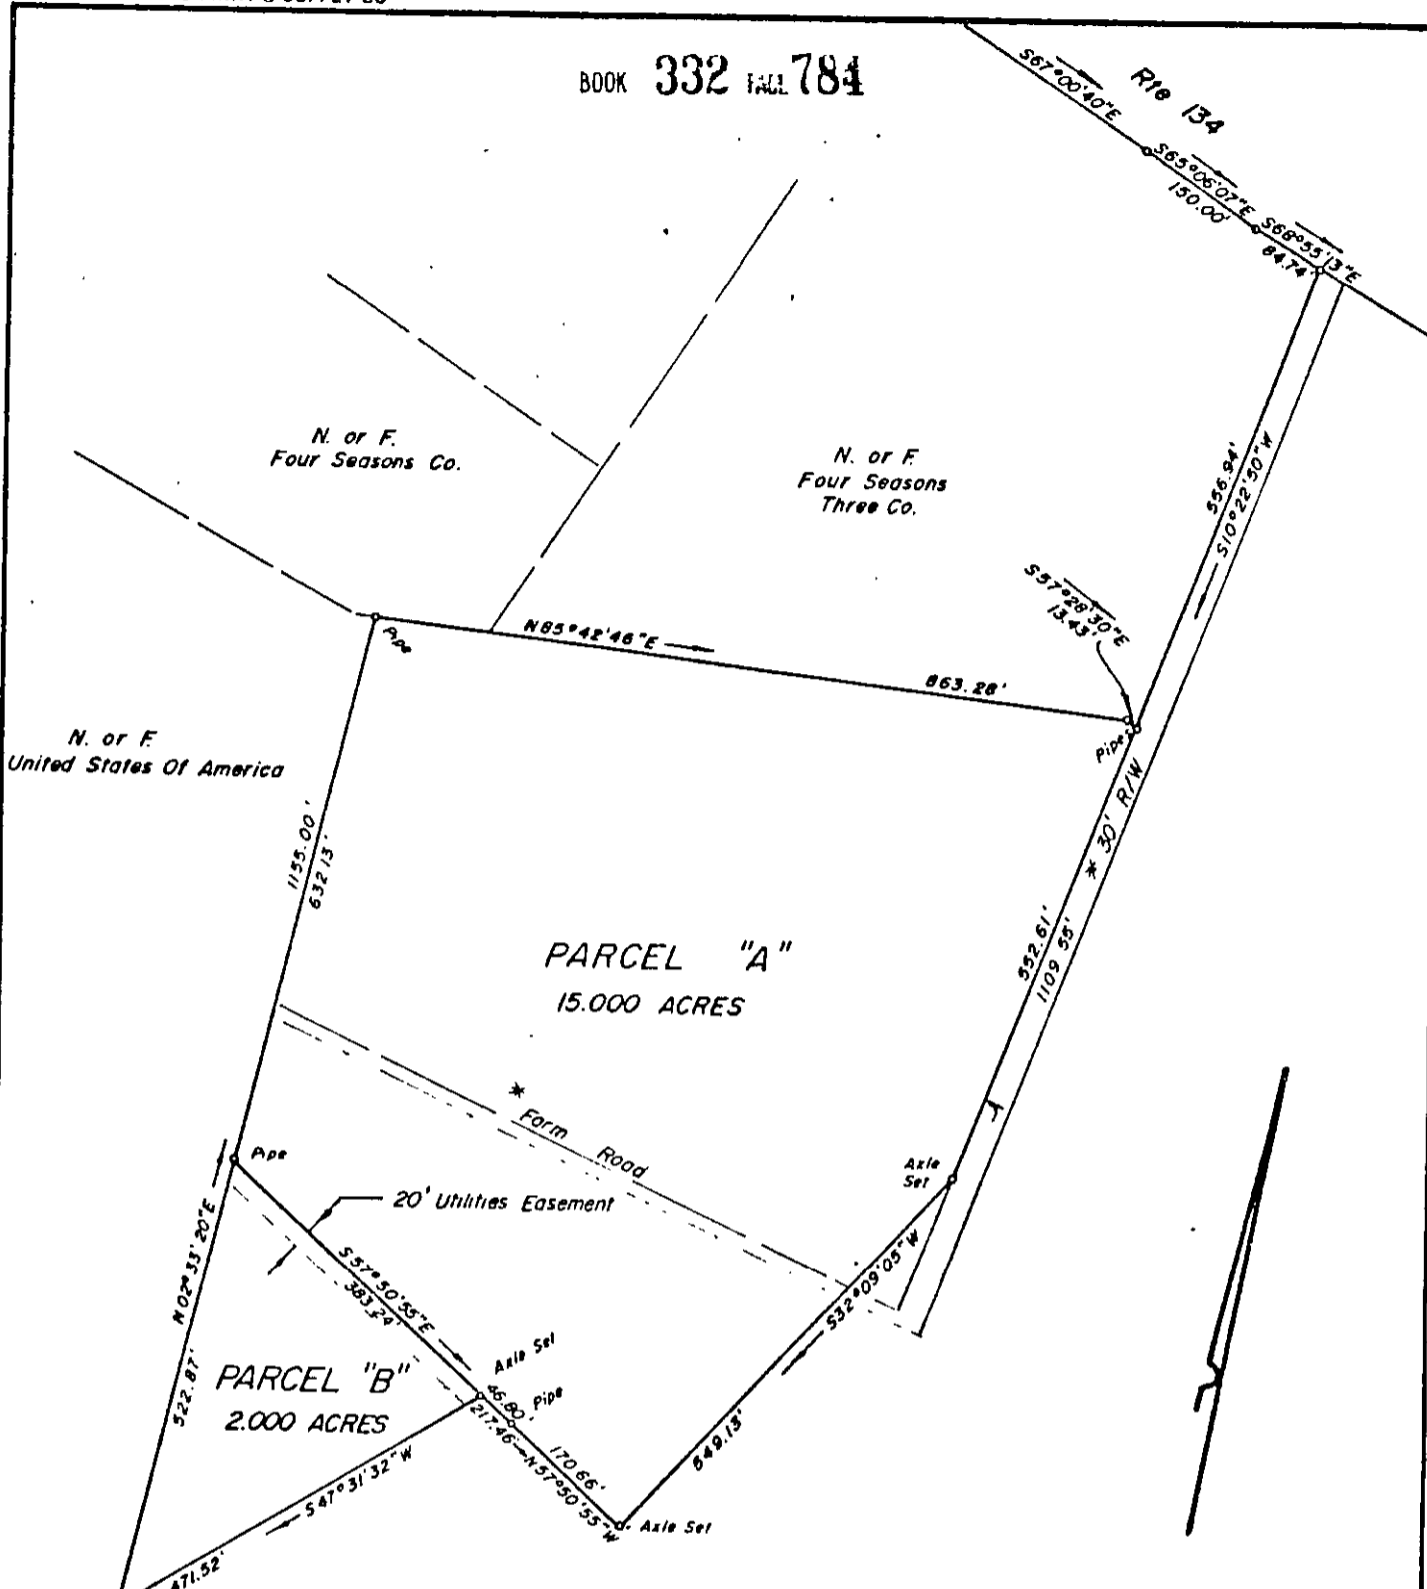 BOOK 332 PAGE 784
S67°00'40"E
Rte 134
S65°06'07"E
150.00'
S68°55'13"E
84.74'
N. or F.
Four Seasons Co.
N. or F.
Four Seasons
Three Co.
556.94'
S10°22'50"W
S57°28'30"E
13.43'
Pipe
N85°42'46"E
863.28'
Pipes
N. or F.
United States Of America
1155.00'
632.13'
* 30' R/W
552.61'
1109.55'
PARCEL "A"
15.000 ACRES
*
Farm Road
Axle
Set
Pipe
20' Utilities Easement
N02°33'20"E
S57°50'55"E
383.24'
S32°09'05"W
Axle Set
PARCEL "B"
2.000 ACRES
46.80'
Pipe
522.87'
217.46'
N57°50'55"W
170.66'
649.13'
S47°31'32"W
Axle Set
471.52'